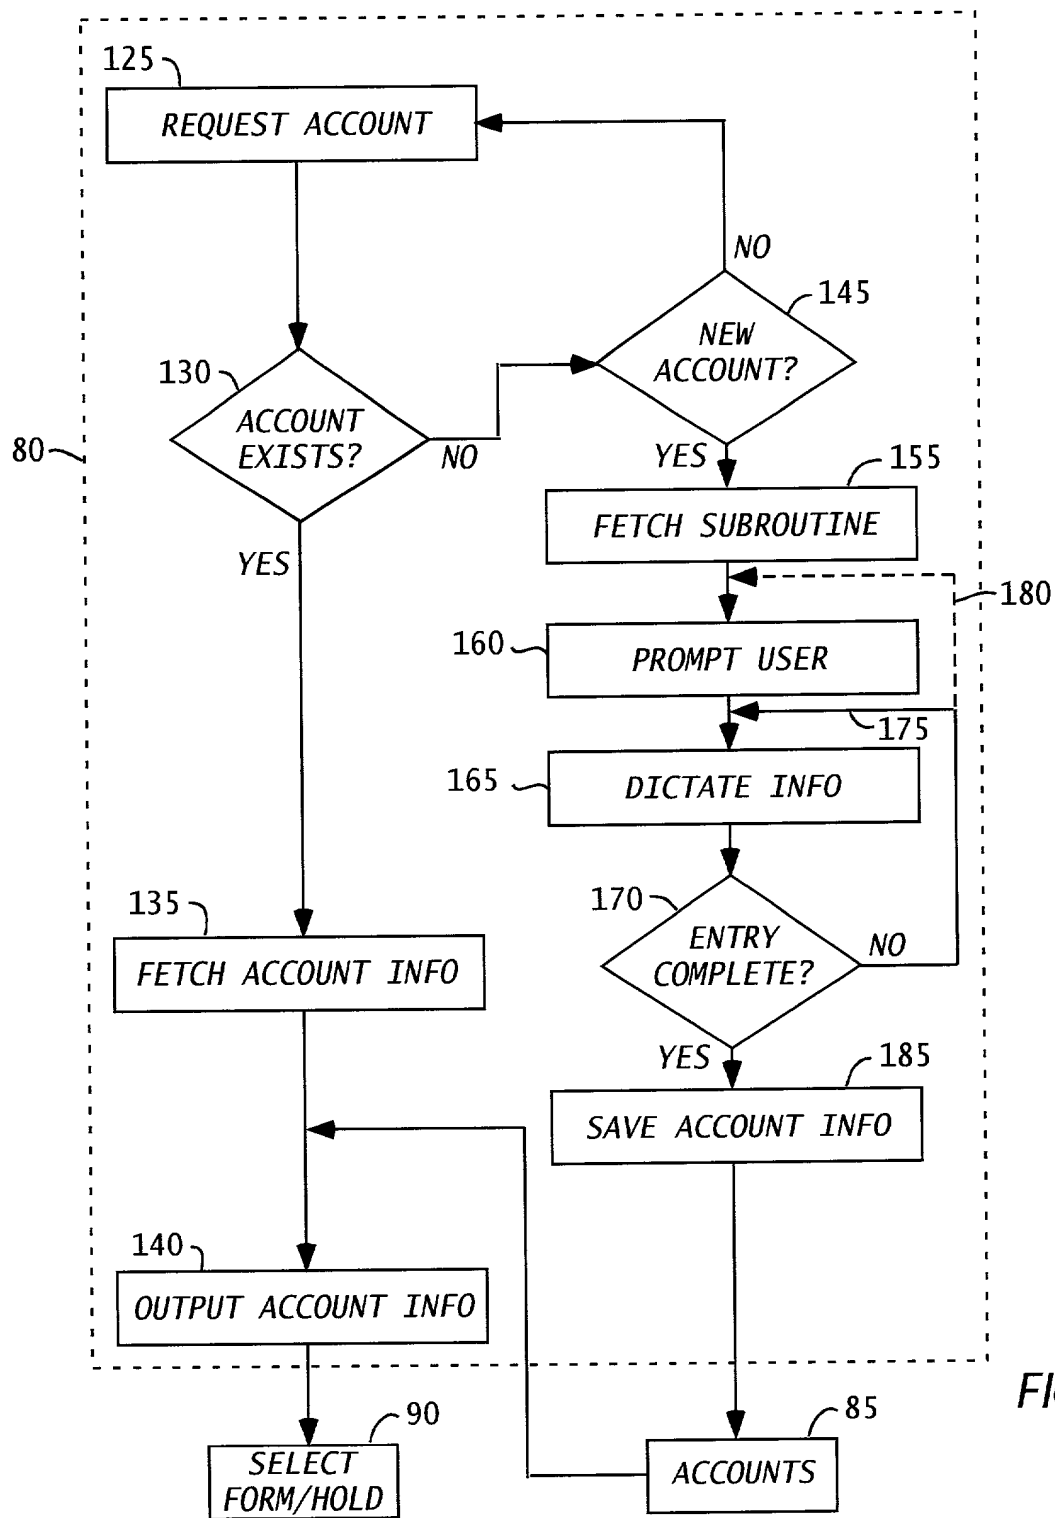 125
REQUEST ACCOUNT
NO
145
NEW
ACCOUNT?
130
ACCOUNT
EXISTS?
NO
80
YES
YES
155
FETCH SUBROUTINE
180
160
PROMPT USER
175
165
DICTATE INFO
170
ENTRY
COMPLETE?
NO
135
FETCH ACCOUNT INFO
YES
185
SAVE ACCOUNT INFO
140
OUTPUT ACCOUNT INFO
90
SELECT
FORM/HOLD
85
ACCOUNTS